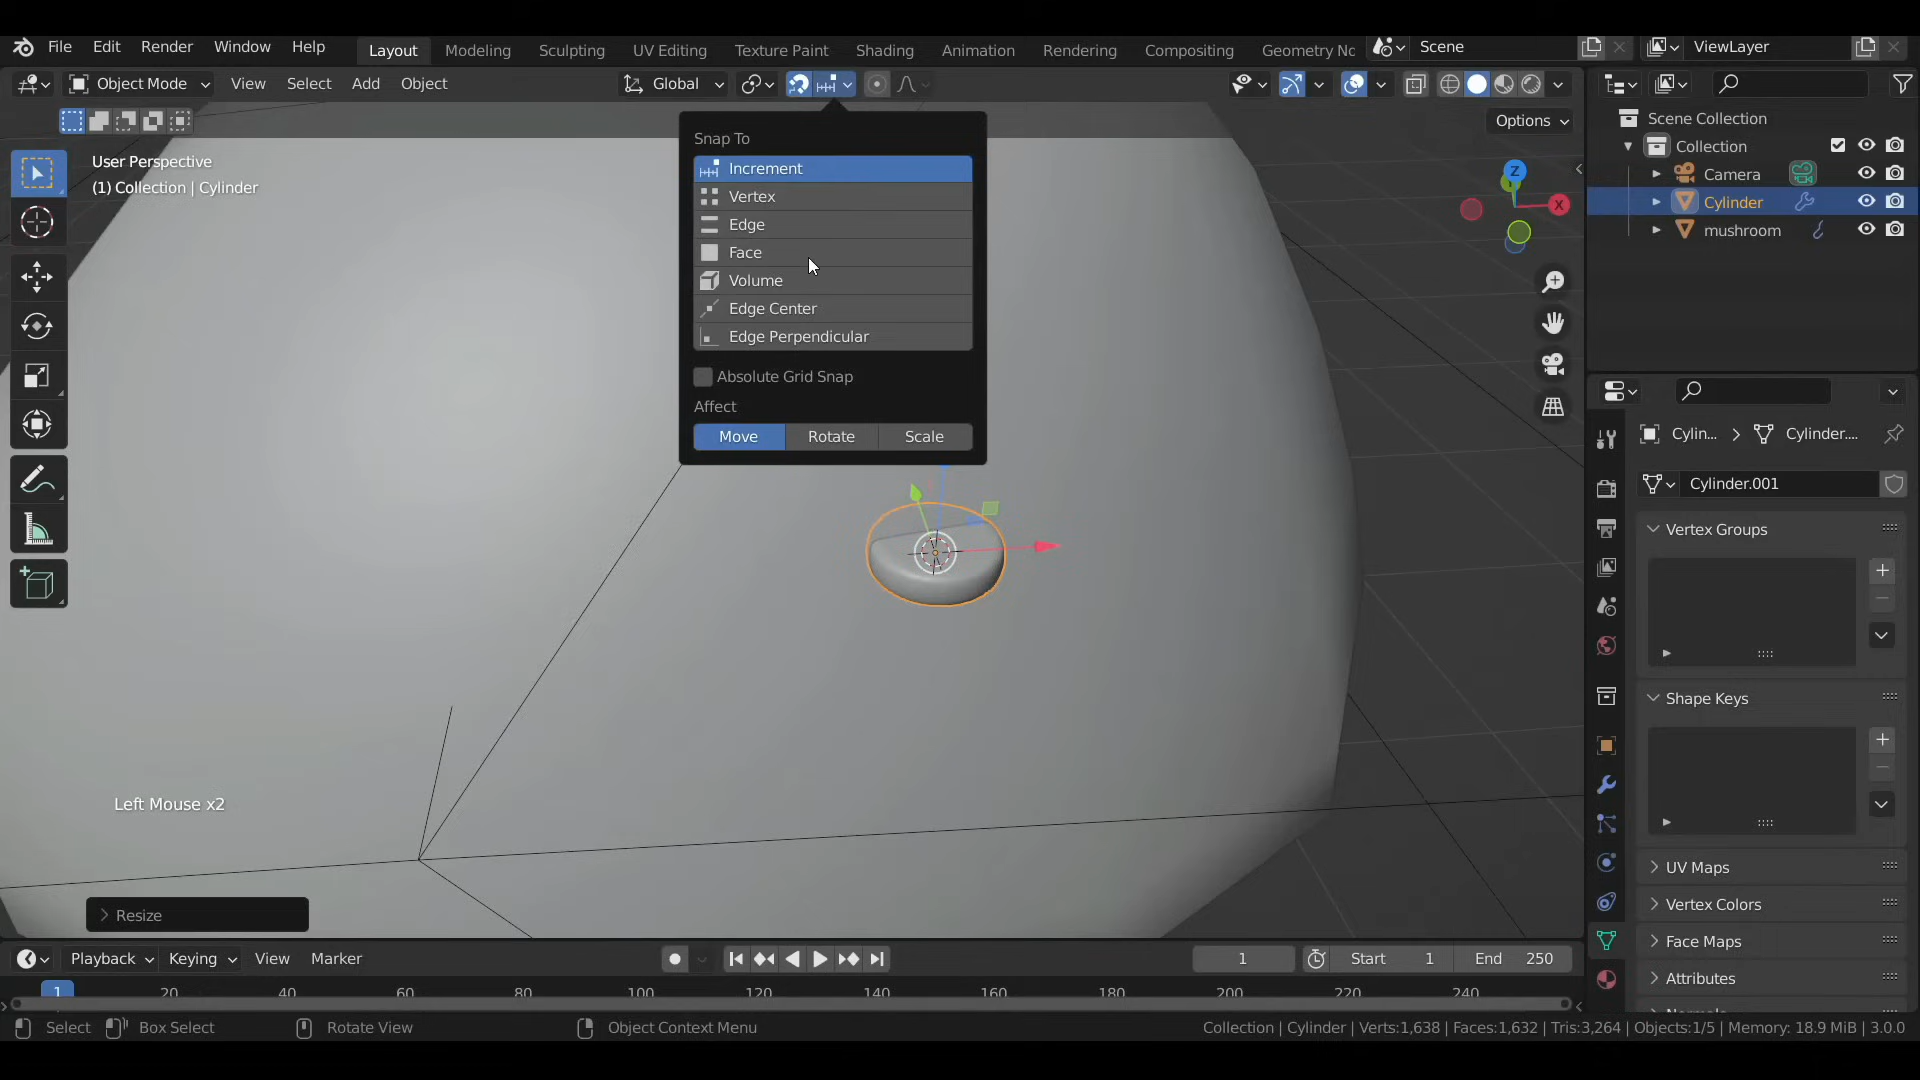 File Edit Render Window Help Layout Modeling Sculpting UV Editing Texture Paint Shading Animation Rendering Compositing Geometry No Scene ViewLayer
Object Mode View Select Add Object Global
Options
User Perspective
(1) Collection | Cylinder
Snap To
Increment
Vertex
Edge
Face
Volume
Edge Center
Edge Perpendicular
Absolute Grid Snap
Affect
Move Rotate Scale
Z
X
Left Mouse x2
Resize
Scene Collection
Collection
Camera
Cylinder
mushroom
Cylin... Cylinder....
Cylinder.001
Vertex Groups
Shape Keys
UV Maps
Vertex Colors
Face Maps
Attributes
Normals
Playback Keying View Marker 1 Start 1 End 250
1 20 40 60 80 100 120 140 160 180 200 220 240
Select Box Select Rotate View Object Context Menu Collection | Cylinder | Verts:1,638 | Faces:1,632 | Tris:3,264 | Objects:1/5 | Memory: 18.9 MiB | 3.0.0